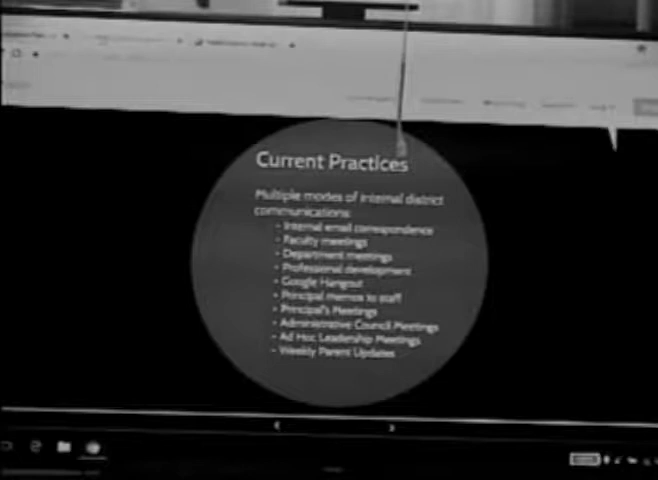 Current Practices
Multiple modes of internal district
communications:
- Internal email correspondence
- Faculty meetings
- Department meetings
- Professional development
- Google Hangout
- Principal memos to staff
- Principal's Meetings
- Administrative Council Meetings
- Ad Hoc Leadership Meetings
- Weekly Parent Updates